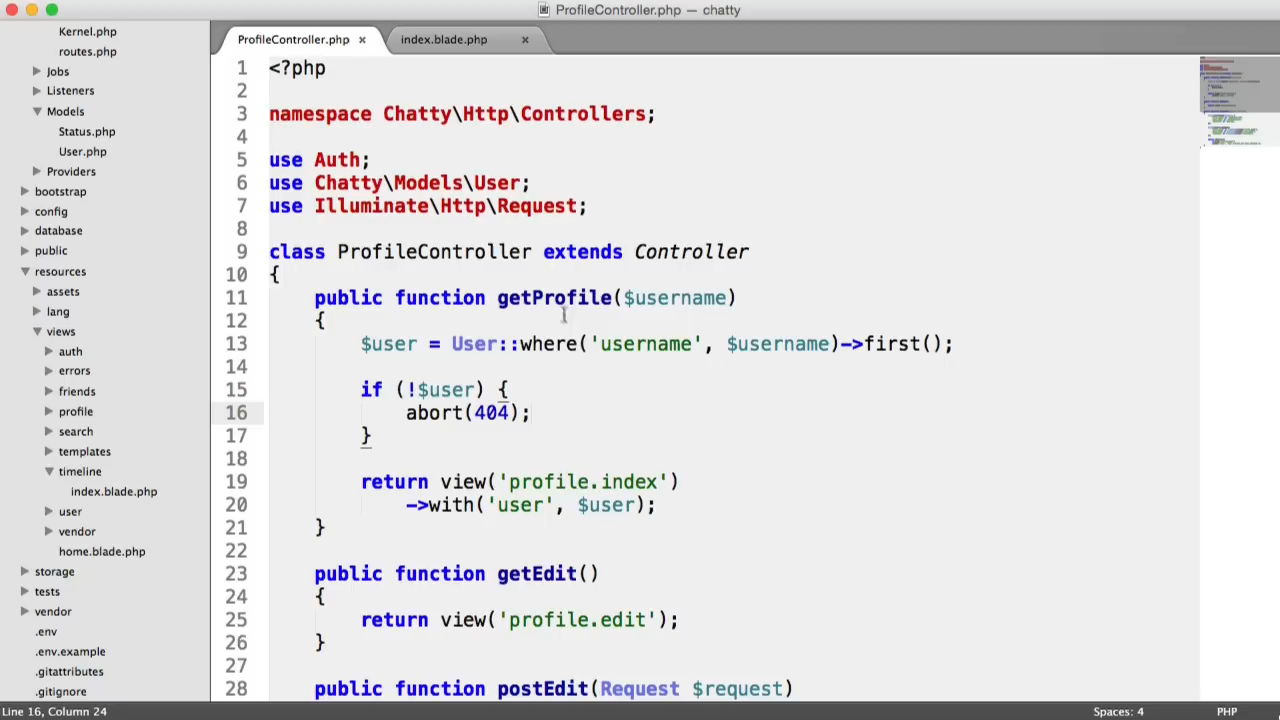 ProfileController.php — chatty
Kernel.php
routes.php
Jobs
Listeners
Models
Status.php
User.php
Providers
bootstrap
config
database
public
resources
assets
lang
views
auth
errors
friends
profile
search
templates
timeline
index.blade.php
user
vendor
home.blade.php
storage
tests
vendor
.env
.env.example
.gitattributes
.gitignore
ProfileController.php × index.blade.php ×
1 <?php
2
3 namespace Chatty\Http\Controllers;
4
5 use Auth;
6 use Chatty\Models\User;
7 use Illuminate\Http\Request;
8
9 class ProfileController extends Controller
10 {
11 public function getProfile($username)
12 {
13 $user = User::where('username', $username)->first();
14
15 if (!$user) {
16 abort(404);
17 }
18
19 return view('profile.index')
20 ->with('user', $user);
21 }
22
23 public function getEdit()
24 {
25 return view('profile.edit');
26 }
27
28 public function postEdit(Request $request)
Line 16, Column 24
Spaces: 4
PHP